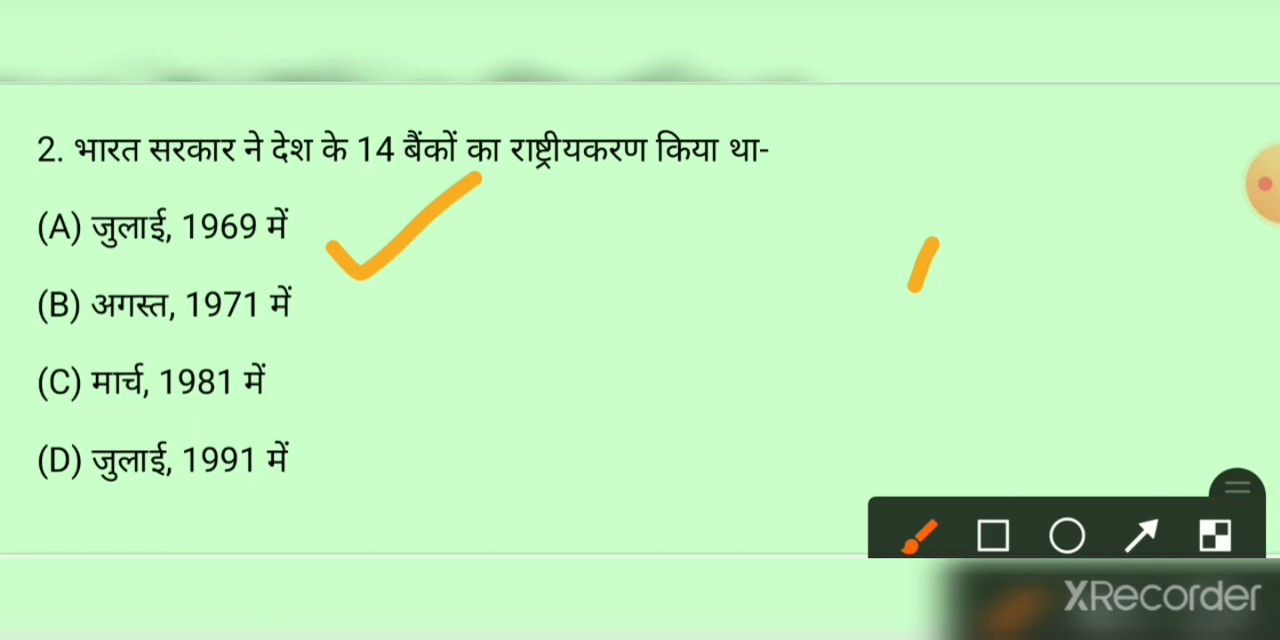 2. भारत सरकार ने देश के 14 बैंकों का राष्ट्रीयकरण किया था-
(A) जुलाई, 1969 में
(B) अगस्त, 1971 में
(C) मार्च, 1981 में
(D) जुलाई, 1991 में
XRecorder